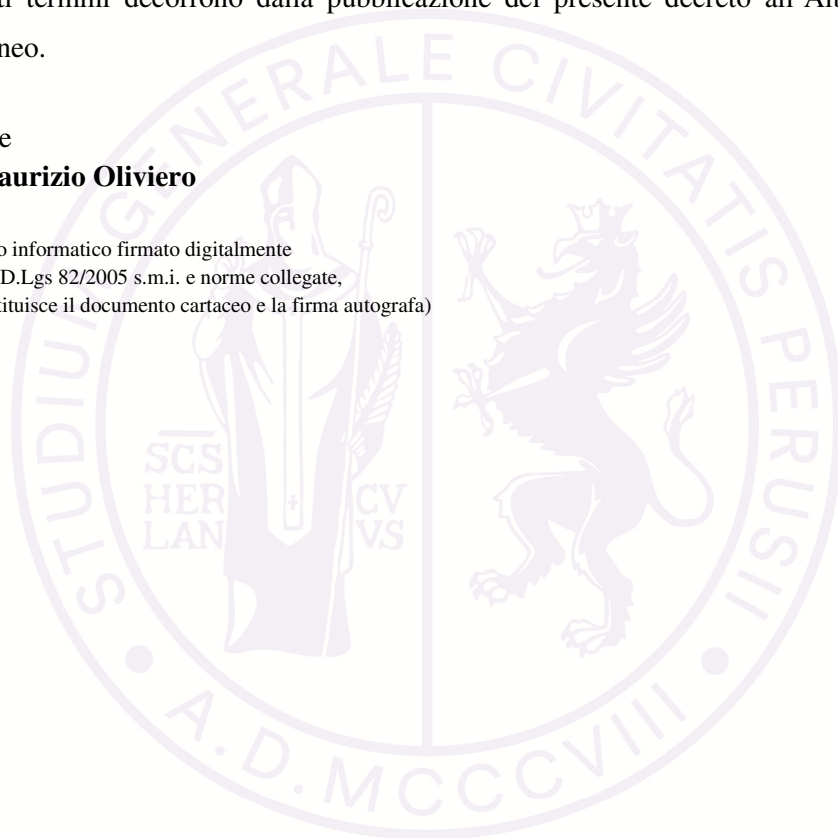 termini decorrono dalla pubblicazione del presente decreto all'
neo.
e
aurizio Oliviero
o informatico firmato digitalmente
D.Lgs 82/2005 s.m.i. e norme collegate,
tituisce il documento cartaceo e la firma autografa)
STUDIUM GENERALE CIVITATIS PERUSII
SCS
HER
LAN
CV
VS
A.D.MCCCVIII